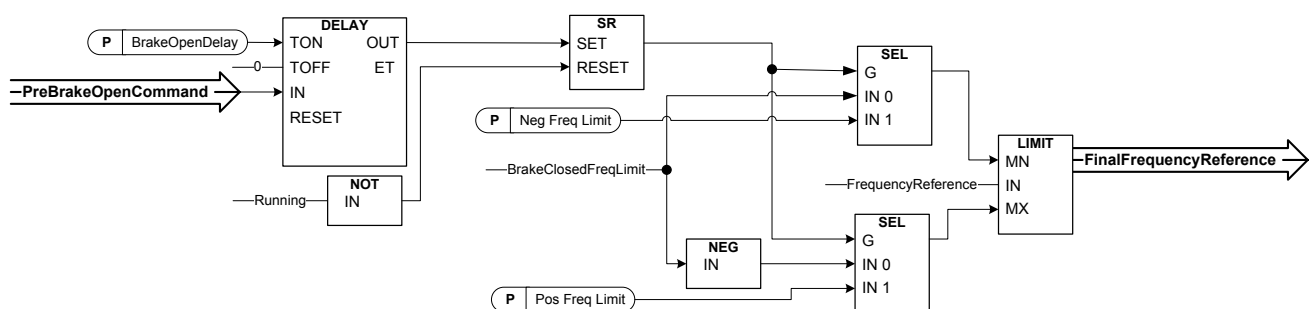 DELAY
P BrakeOpenDelay
TON OUT
0 TOFF ET
PreBrakeOpenCommand IN
RESET
SR
SET
RESET
Running
NOT
IN
SEL
G
IN 0
P Neg Freq Limit IN 1
BrakeClosedFreqLimit
LIMIT
MN
FrequencyReference IN
MX
FinalFrequencyReference
SEL
G
NEG
IN
IN 0
P Pos Freq Limit IN 1